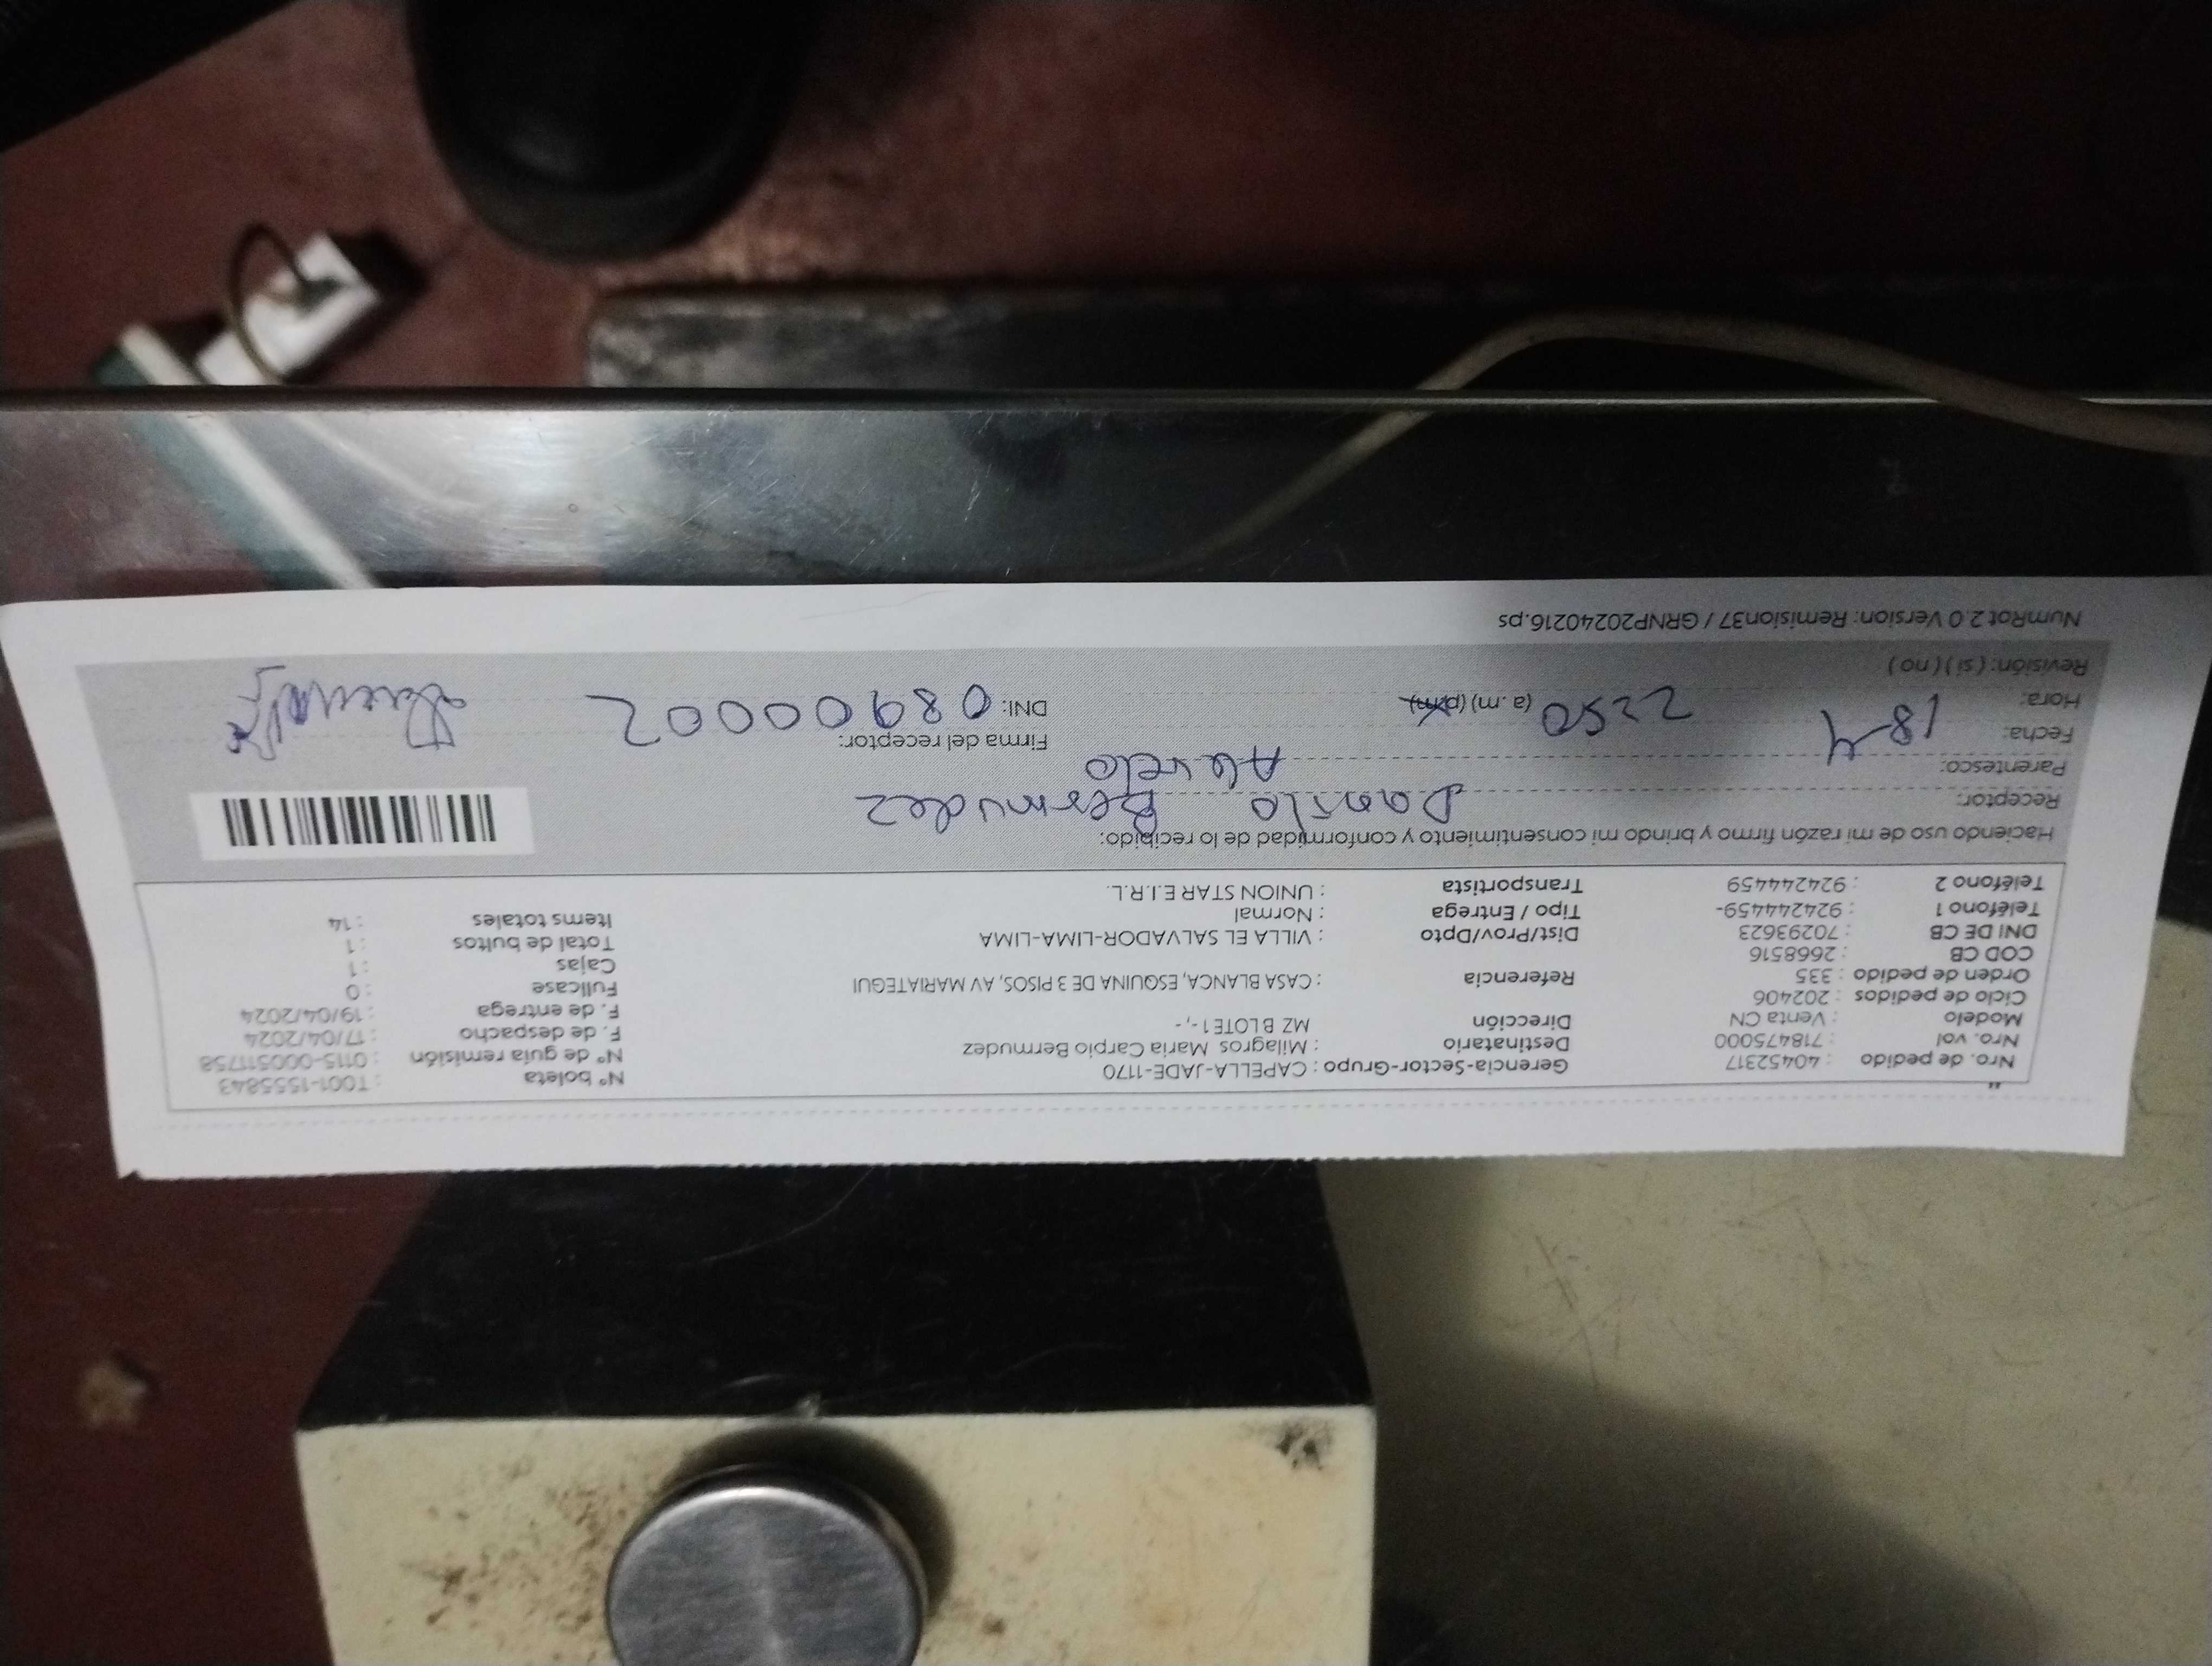 "
Nro. de pedido : 40452317
Nro. vol : 718475000
Modelo : Venta CN
Ciclo de pedidos : 202406
Orden de pedido : 335
COD CB : 2668516
DNI DE CB : 70293623
Teléfono 1 : 924244459-
Teléfono 2 : 924244459
Gerencia-Sector-Grupo : CAPELLA-JADE-1170
Destinatario : Milagros Maria Carpio Bermudez
Dirección MZ B LOTE 1 -,-
Referencia : CASA BLANCA, ESQUINA DE 3 PISOS, AV MARIATEGUI
Dist/Prov/Dpto : VILLA EL SALVADOR-LIMA-LIMA
Tipo / Entrega : Normal
Transportista : UNION STAR E.I.R.L.
N° boleta : T001-1555843
N° de guía remisión : 0115-000511758
F. de despacho : 17/04/2024
F. de entrega : 19/04/2024
Fullcase : 0
Cajas : 1
Total de bultos : 1
Items totales : 14
Haciendo uso de mi razón firmo y brindo mi consentimiento y conformidad de lo recibido:
Receptor: Danilo Bermudez
Parentesco: Abuelo
Fecha: 18-4
Hora: 2250 (a. m) (p.m).
Revisión: ( si ) ( no )
Firma del receptor:
DNI: 08900002
NumRot 2.0 Version: Remision37 / GRNP20240216.ps